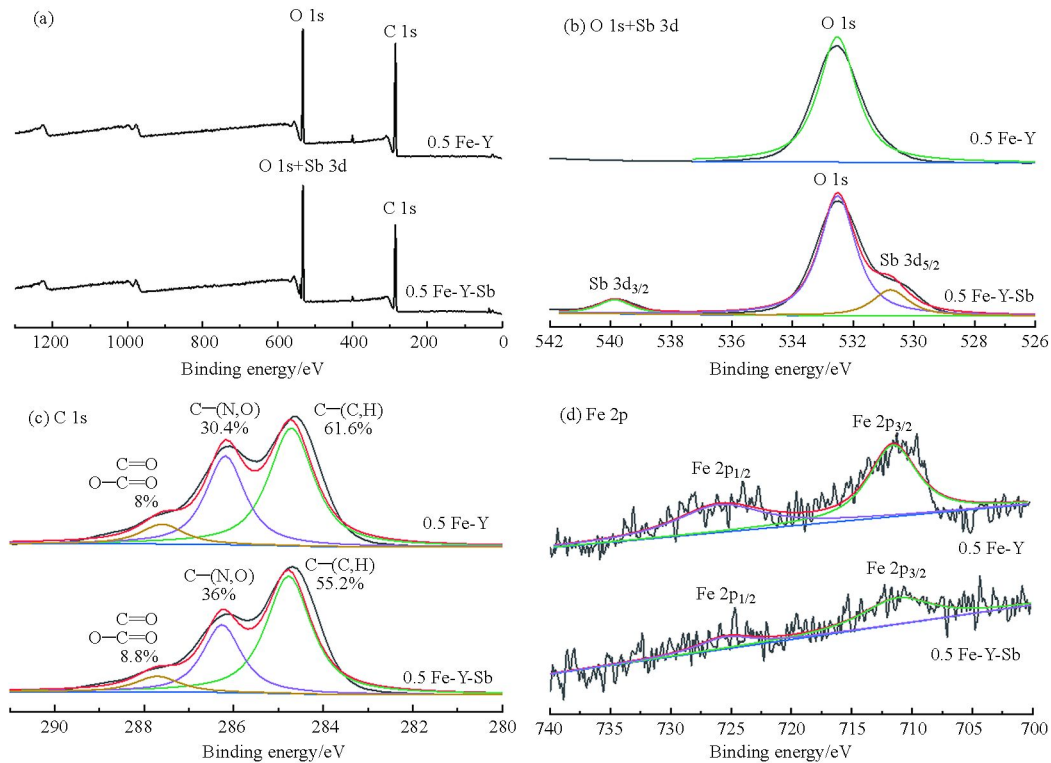 (a)
O 1s
C 1s
0.5 Fe-Y
O 1s+Sb 3d
C 1s
0.5 Fe-Y-Sb
1200 1000 800 600 400 200 0
Binding energy/eV
(b) O 1s+Sb 3d
O 1s
0.5 Fe-Y
O 1s
Sb 3d5/2
Sb 3d3/2
0.5 Fe-Y-Sb
542 540 538 536 534 532 530 528 526
Binding energy/eV
(c) C 1s
C—(N,O)
30.4%
C—(C,H)
61.6%
C=O
O—C=O
8%
0.5 Fe-Y
C—(N,O)
36%
C—(C,H)
55.2%
C=O
O—C=O
8.8%
0.5 Fe-Y-Sb
290 288 286 284 282 280
Binding energy/eV
(d) Fe 2p
Fe 2p3/2
Fe 2p1/2
0.5 Fe-Y
Fe 2p3/2
Fe 2p1/2
0.5 Fe-Y-Sb
740 735 730 725 720 715 710 705 700
Binding energy/eV